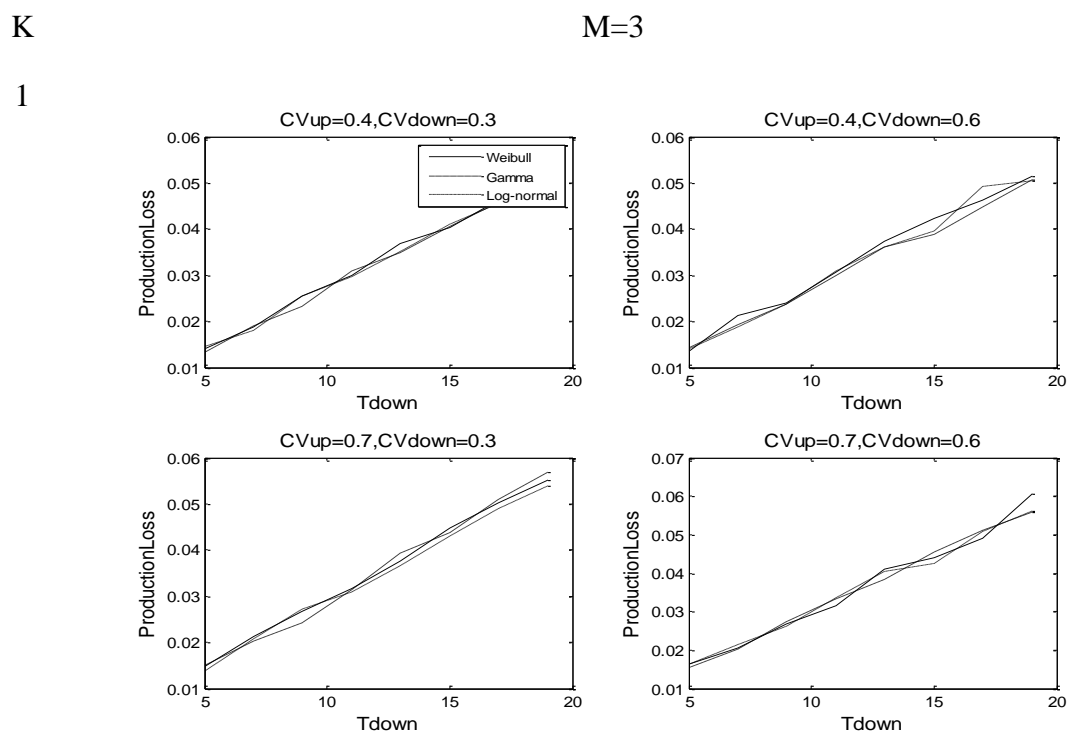 K M=3
1
CVup=0.4,CVdown=0.3
0.06
0.05
0.04
0.03
0.02
0.01
ProductionLoss
Weibull
Gamma
Log-normal
5 10 15 20
Tdown
CVup=0.4,CVdown=0.6
0.06
0.05
0.04
0.03
0.02
0.01
ProductionLoss
5 10 15 20
Tdown
CVup=0.7,CVdown=0.3
0.06
0.05
0.04
0.03
0.02
0.01
ProductionLoss
5 10 15 20
Tdown
CVup=0.7,CVdown=0.6
0.07
0.06
0.05
0.04
0.03
0.02
0.01
ProductionLoss
5 10 15 20
Tdown